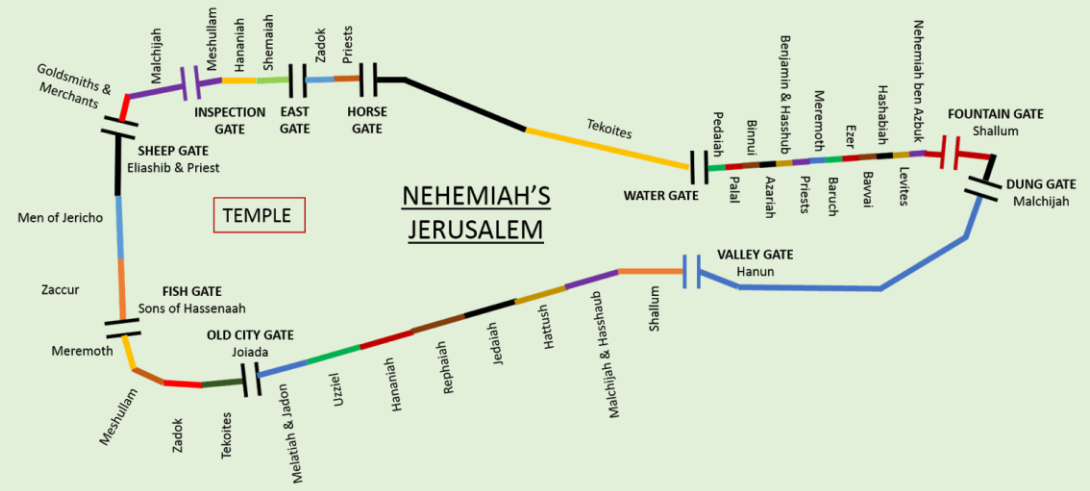 Goldsmiths &
Merchants
Malchijah
Meshullam
Hananiah
Shemaiah
Zadok
Priests
INSPECTION
GATE
EAST
GATE
HORSE
GATE
SHEEP GATE
Eliashib & Priest
Men of Jericho
TEMPLE
NEHEMIAH'S
JERUSALEM
Zaccur
FISH GATE
Sons of Hassenaah
Meremoth
OLD CITY GATE
Joiada
Meshullam
Zadok
Tekoites
Melatiah & Jadon
Uzziel
Hananiah
Rephaiah
Jedaiah
Hattush
Malchijah & Hasshaub
Shallum
VALLEY GATE
Hanun
Tekoites
WATER GATE
Pedaiah
Palal
Binnui
Azariah
Benjamin & Hasshub
Priests
Meremoth
Baruch
Ezer
Bavvai
Hashabiah
Levites
Nehemiah ben Azbuk
FOUNTAIN GATE
Shallum
DUNG GATE
Malchijah